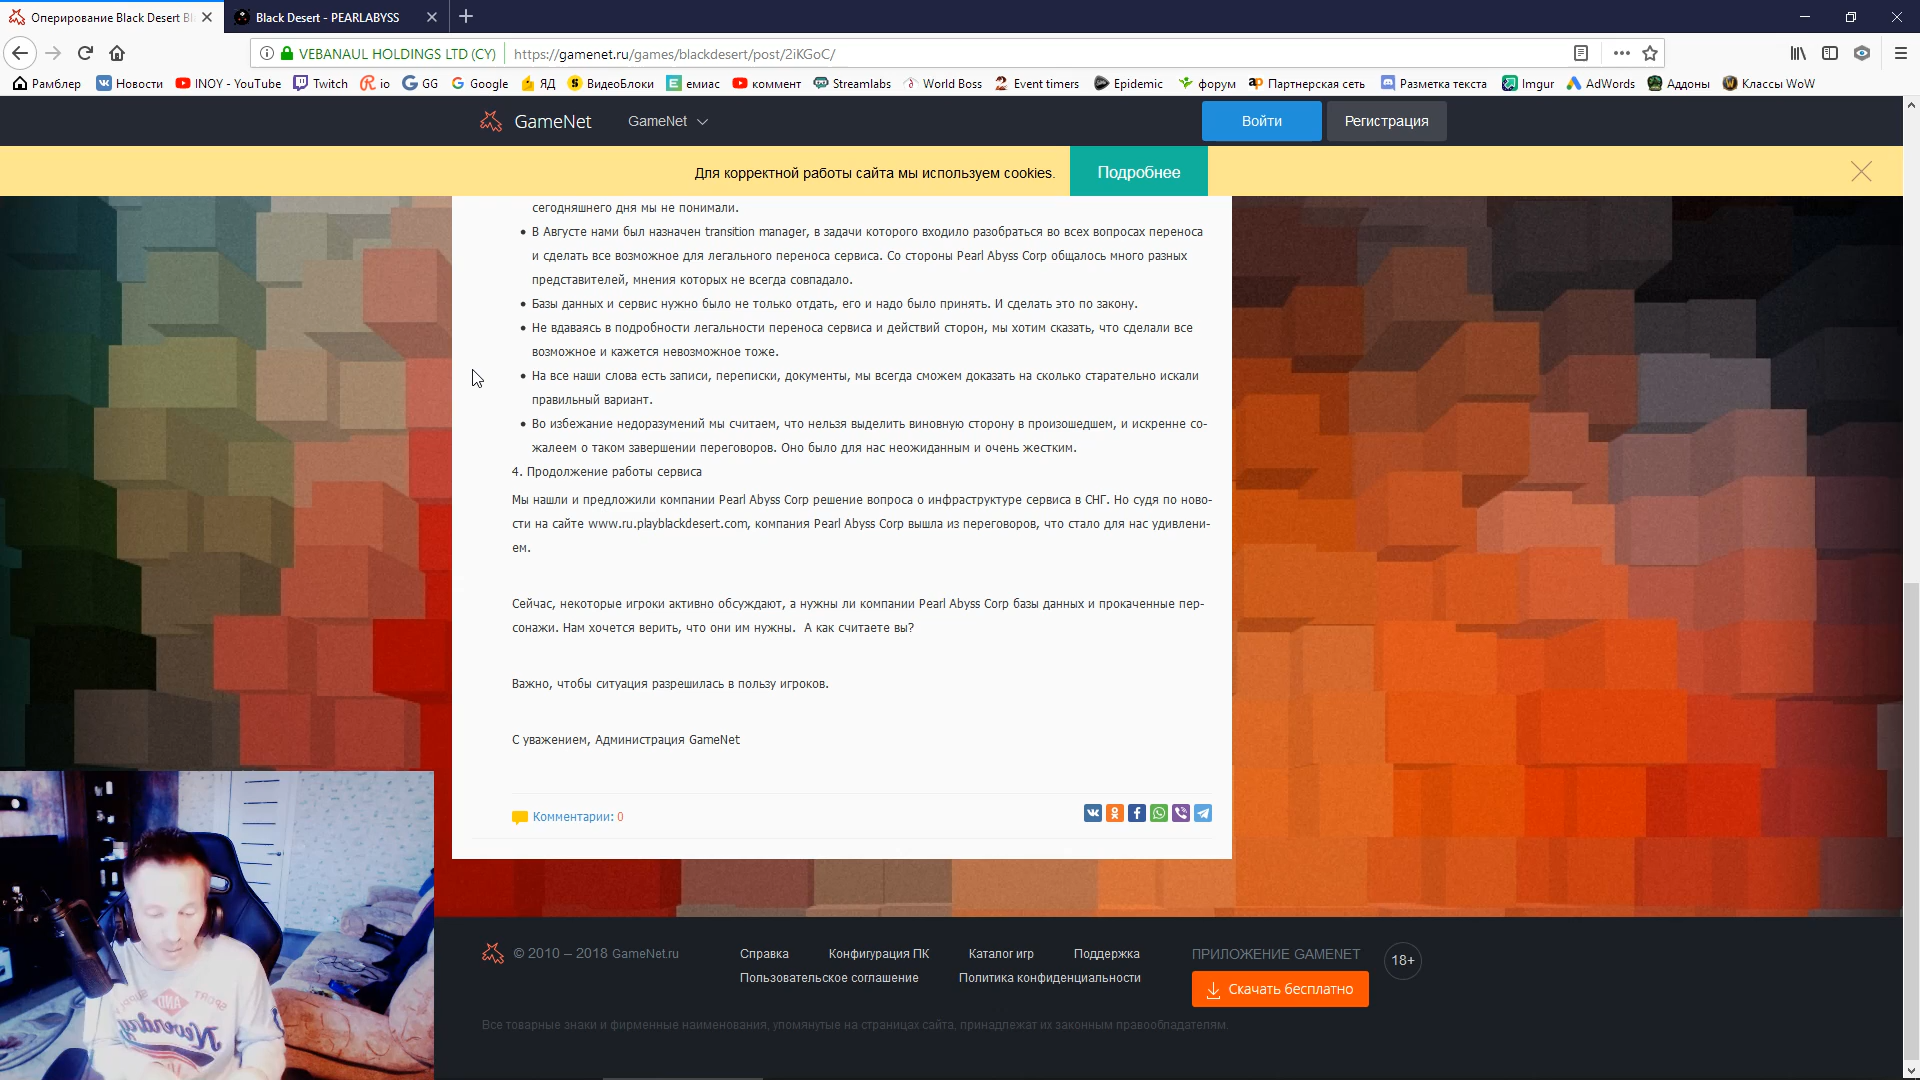 Оперирование Black Desert Bl
Black Desert - PEARLABYSS
VEBANAUL HOLDINGS LTD (CY)
https://gamenet.ru/games/blackdesert/post/2iKGoC/
Рамблер
Новости
INOY - YouTube
Twitch
io
GG
Google
ЯД
ВидеоБлоки
емиас
коммент
Streamlabs
World Boss
Event timers
Epidemic
форум
Партнерская сеть
Разметка текста
Imgur
AdWords
Аддоны
Классы WoW
GameNet
GameNet
Войти
Регистрация
Для корректной работы сайта мы используем cookies.
Подробнее
сегодняшнего дня мы не понимали.
• В Августе нами был назначен transition manager, в задачи которого входило разобраться во всех вопросах переноса
и сделать все возможное для легального переноса сервиса. Со стороны Pearl Abyss Corp общалось много разных
представителей, мнения которых не всегда совпадало.
• Базы данных и сервис нужно было не только отдать, его и надо было принять. И сделать это по закону.
• Не вдаваясь в подробности легальности переноса сервиса и действий сторон, мы хотим сказать, что сделали все
возможное и кажется невозможное тоже.
• На все наши слова есть записи, переписки, документы, мы всегда сможем доказать на сколько старательно искали
правильный вариант.
• Во избежание недоразумений мы считаем, что нельзя выделить виновную сторону в произошедшем, и искренне со-
жалеем о таком завершении переговоров. Оно было для нас неожиданным и очень жестким.
4. Продолжение работы сервиса
Мы нашли и предложили компании Pearl Abyss Corp решение вопроса о инфраструктуре сервиса в СНГ. Но судя по ново-
сти на сайте www.ru.playblackdesert.com, компания Pearl Abyss Corp вышла из переговоров, что стало для нас удивлени-
ем.
Сейчас, некоторые игроки активно обсуждают, а нужны ли компании Pearl Abyss Corp базы данных и прокаченные пер-
сонажи. Нам хочется верить, что они им нужны.  А как считаете вы?
Важно, чтобы ситуация разрешилась в пользу игроков.
С уважением, Администрация GameNet
Комментарии: 0
© 2010 – 2018 GameNet.ru
Справка
Конфигурация ПК
Каталог игр
Поддержка
Пользовательское соглашение
Политика конфиденциальности
ПРИЛОЖЕНИЕ GAMENET
Скачать бесплатно
18+
Все товарные знаки и фирменные наименования, упомянутые на страницах сайта, принадлежат их законным правообладателям.